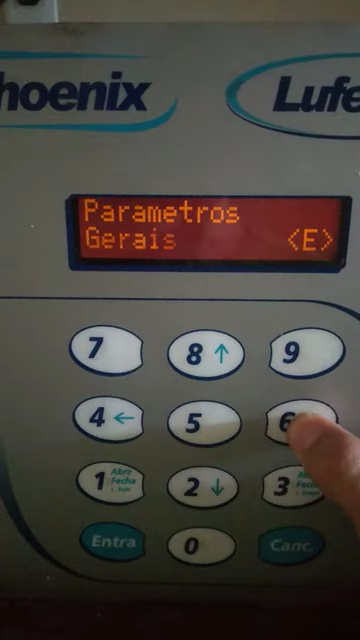 hoenix
Lufe
Parametros
Gerais <E>
7 8↑ 9
4← 5 6
1 Abre Fecha 2↓ 3
Entra 0 Canc.